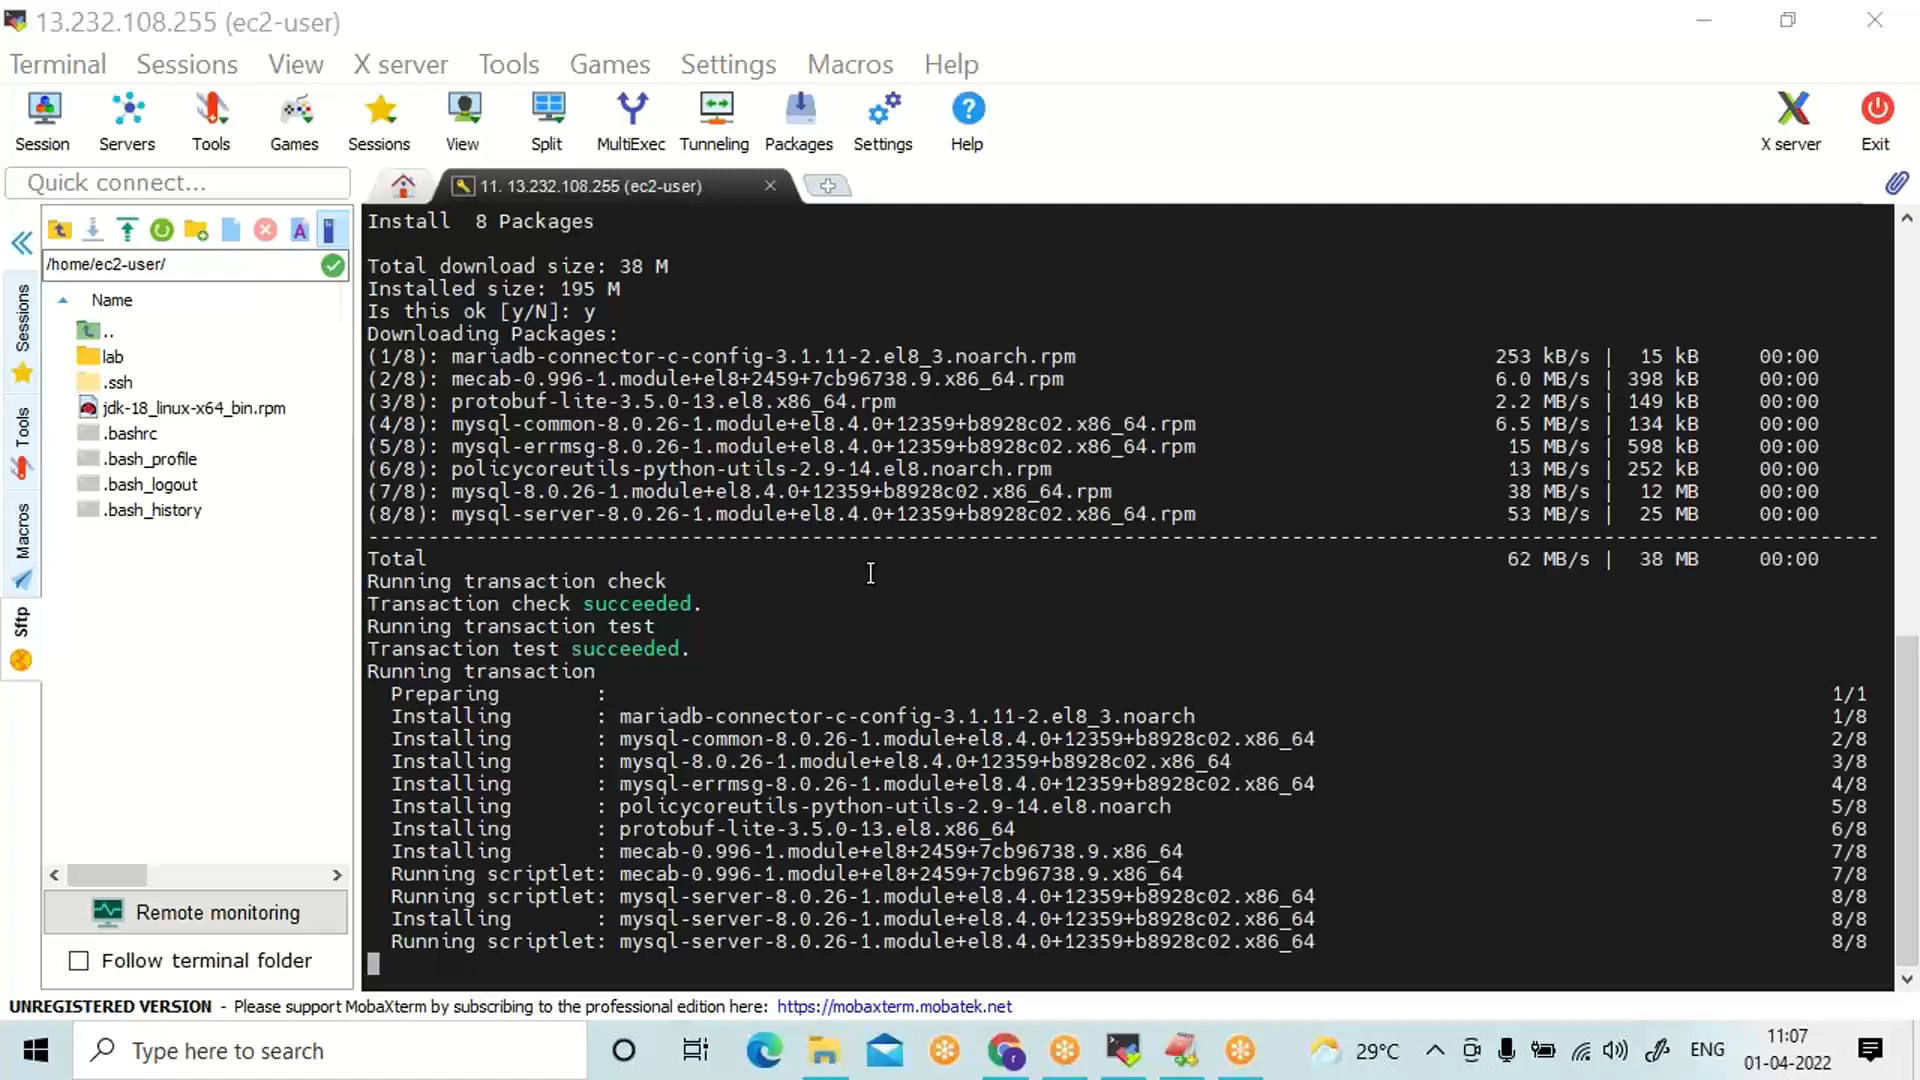 13.232.108.255 (ec2-user)
Terminal Sessions View X server Tools Games Settings Macros Help
Session Servers Tools Games Sessions View Split MultiExec Tunneling Packages Settings Help X server Exit
Quick connect...
11. 13.232.108.255 (ec2-user)
/home/ec2-user/
Name
..
lab
.ssh
jdk-18_linux-x64_bin.rpm
.bashrc
.bash_profile
.bash_logout
.bash_history
Sessions
Tools
Macros
Sftp
Remote monitoring
Follow terminal folder
Install 8 Packages
Total download size: 38 M
Installed size: 195 M
Is this ok [y/N]: y
Downloading Packages:
(1/8): mariadb-connector-c-config-3.1.11-2.el8_3.noarch.rpm 253 kB/s | 15 kB 00:00
(2/8): mecab-0.996-1.module+el8+2459+7cb96738.9.x86_64.rpm 6.0 MB/s | 398 kB 00:00
(3/8): protobuf-lite-3.5.0-13.el8.x86_64.rpm 2.2 MB/s | 149 kB 00:00
(4/8): mysql-common-8.0.26-1.module+el8.4.0+12359+b8928c02.x86_64.rpm 6.5 MB/s | 134 kB 00:00
(5/8): mysql-errmsg-8.0.26-1.module+el8.4.0+12359+b8928c02.x86_64.rpm 15 MB/s | 598 kB 00:00
(6/8): policycoreutils-python-utils-2.9-14.el8.noarch.rpm 13 MB/s | 252 kB 00:00
(7/8): mysql-8.0.26-1.module+el8.4.0+12359+b8928c02.x86_64.rpm 38 MB/s | 12 MB 00:00
(8/8): mysql-server-8.0.26-1.module+el8.4.0+12359+b8928c02.x86_64.rpm 53 MB/s | 25 MB 00:00
Total 62 MB/s | 38 MB 00:00
Running transaction check
Transaction check succeeded.
Running transaction test
Transaction test succeeded.
Running transaction
Preparing : 1/1
Installing : mariadb-connector-c-config-3.1.11-2.el8_3.noarch 1/8
Installing : mysql-common-8.0.26-1.module+el8.4.0+12359+b8928c02.x86_64 2/8
Installing : mysql-8.0.26-1.module+el8.4.0+12359+b8928c02.x86_64 3/8
Installing : mysql-errmsg-8.0.26-1.module+el8.4.0+12359+b8928c02.x86_64 4/8
Installing : policycoreutils-python-utils-2.9-14.el8.noarch 5/8
Installing : protobuf-lite-3.5.0-13.el8.x86_64 6/8
Installing : mecab-0.996-1.module+el8+2459+7cb96738.9.x86_64 7/8
Running scriptlet: mecab-0.996-1.module+el8+2459+7cb96738.9.x86_64 7/8
Running scriptlet: mysql-server-8.0.26-1.module+el8.4.0+12359+b8928c02.x86_64 8/8
Installing : mysql-server-8.0.26-1.module+el8.4.0+12359+b8928c02.x86_64 8/8
Running scriptlet: mysql-server-8.0.26-1.module+el8.4.0+12359+b8928c02.x86_64 8/8
UNREGISTERED VERSION - Please support MobaXterm by subscribing to the professional edition here: https://mobaxterm.mobatek.net
Type here to search
29°C
ENG
11:07
01-04-2022